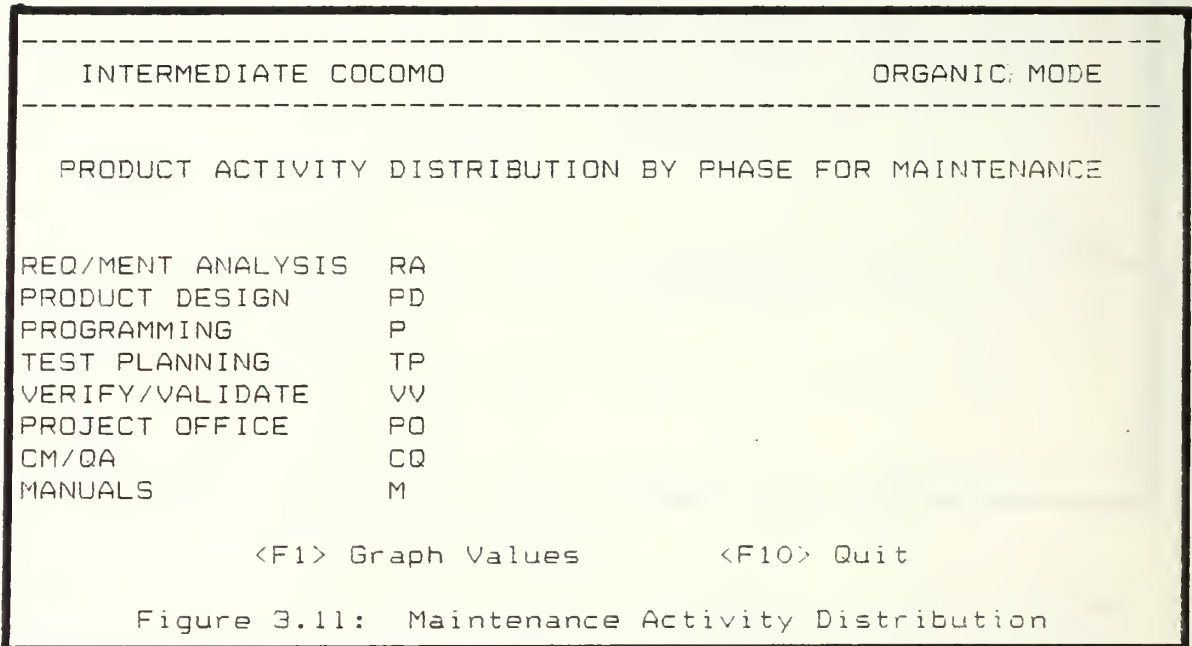 INTERMEDIATE COCOMO ORGANIC MODE
PRODUCT ACTIVITY DISTRIBUTION BY PHASE FOR MAINTENANCE
REQ/MENT ANALYSIS RA
PRODUCT DESIGN PD
PROGRAMMING P
TEST PLANNING TP
VERIFY/VALIDATE VV
PROJECT OFFICE PO
CM/QA CQ
MANUALS M
<F1> Graph Values <F10> Quit
Figure 3.11: Maintenance Activity Distribution